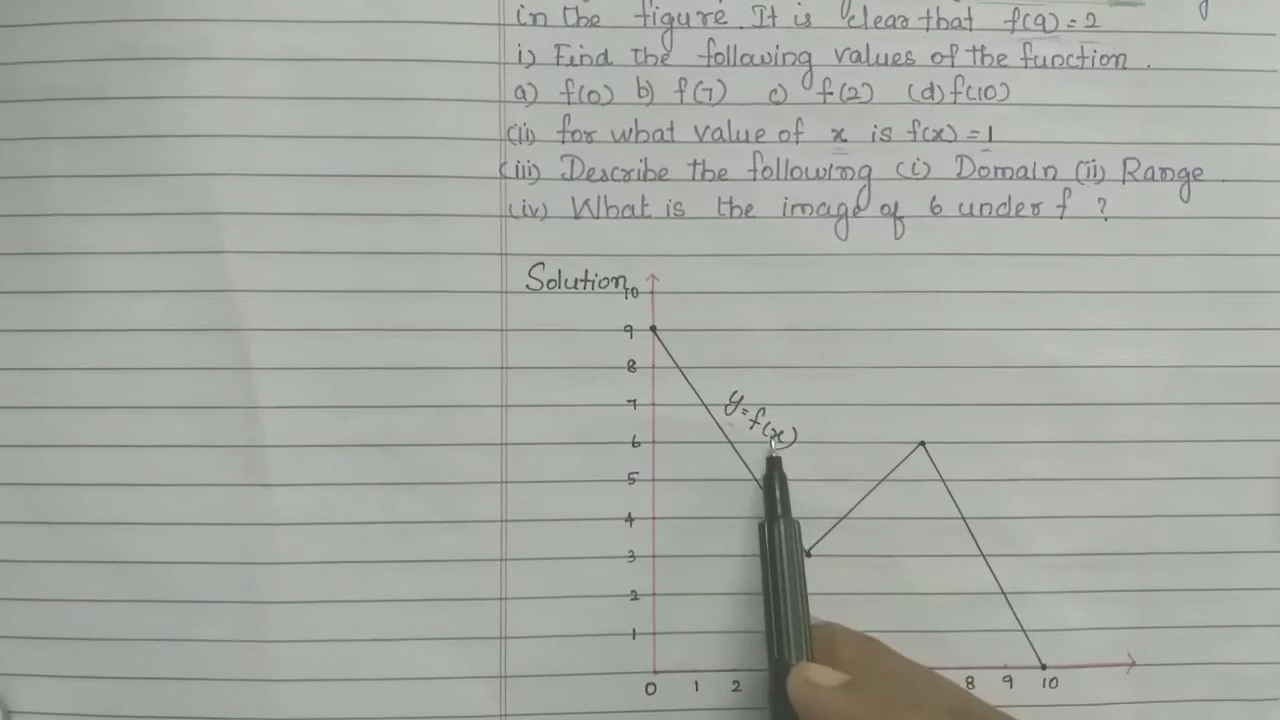 in the figure. It is clear that f(9)=2
i) Find the following values of the function.
a) f(0) b) f(7) c) f(2) (d) f(10)
(ii) for what value of x is f(x)=1
(iii) Describe the following (i) Domain (ii) Range
(iv) What is the image of 6 under f ?
Solution
10
9
8
7
y=f(x)
6
5
4
3
2
1
0 1 2 8 9 10